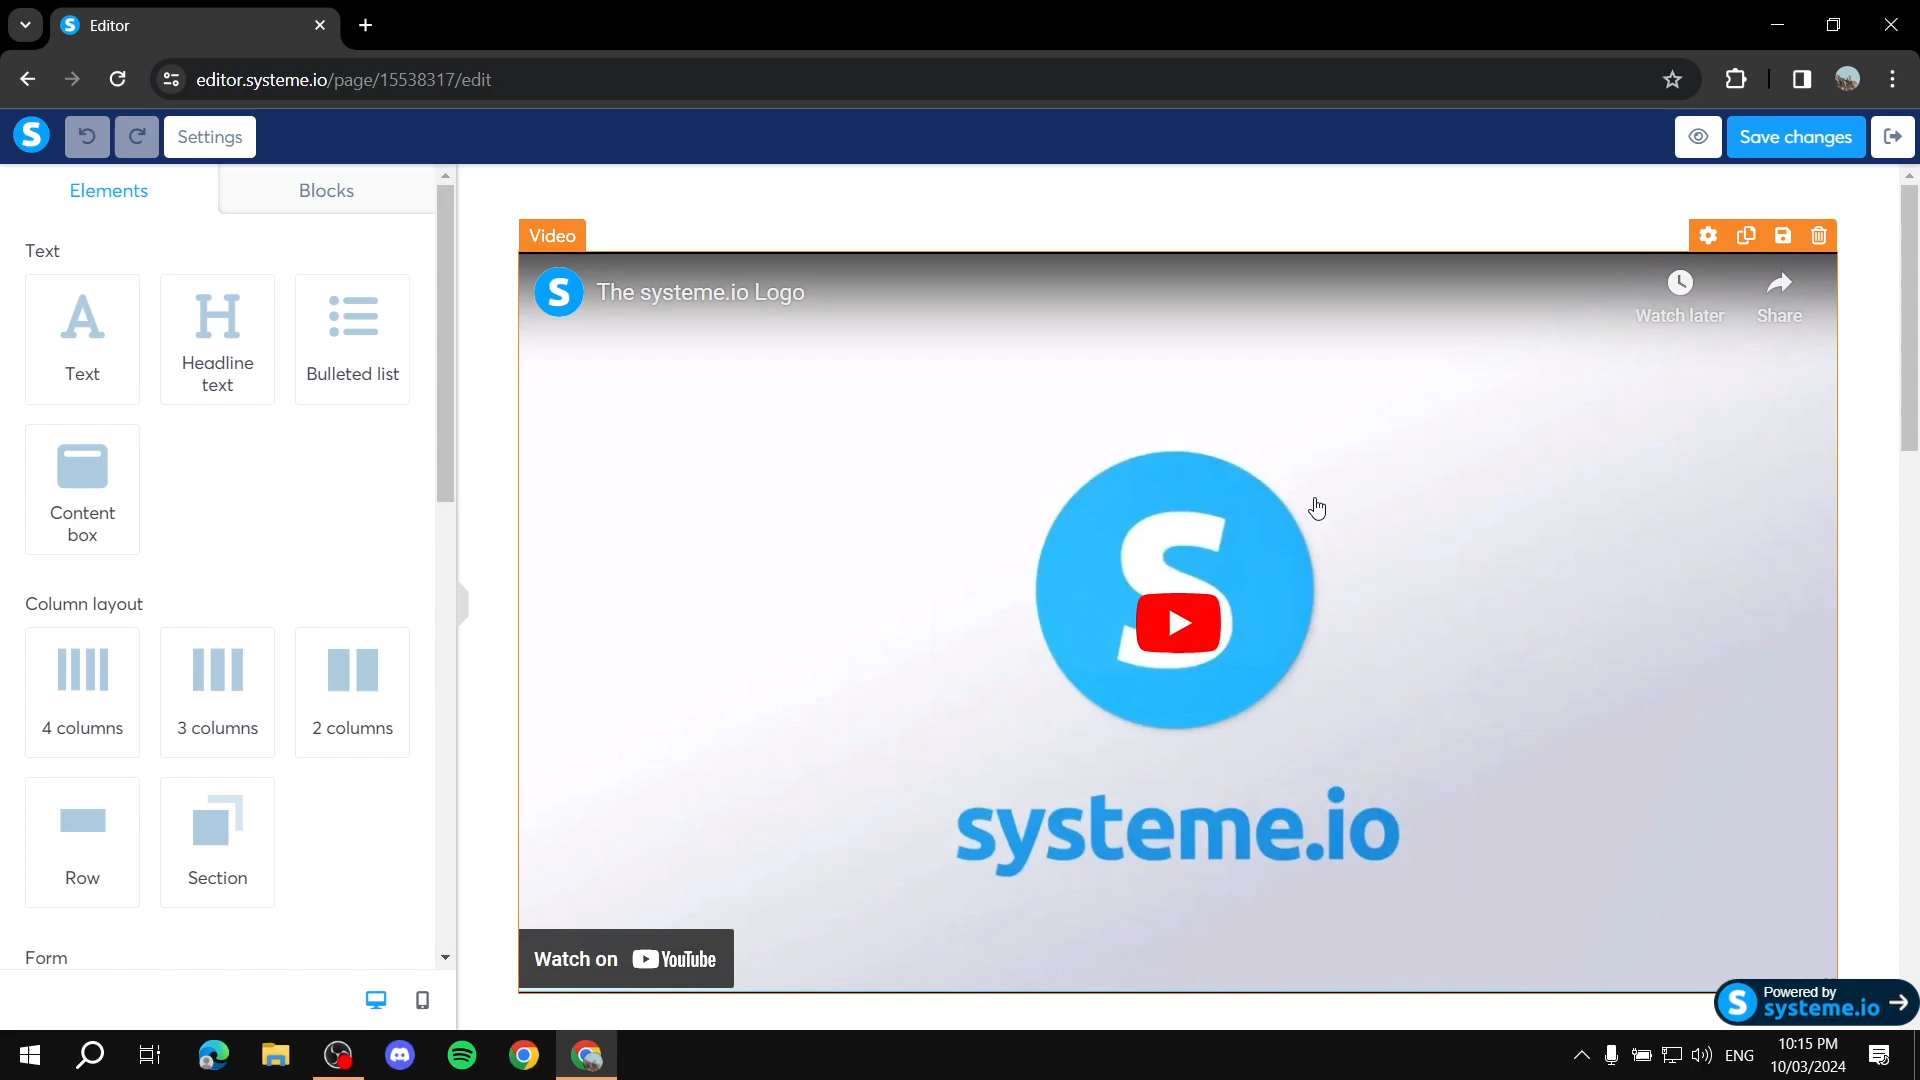 Editor
editor.systeme.io/page/15538317/edit
S
Settings
Save changes
Elements
Blocks
Text
Text
Headline
text
Bulleted list
Content
box
Column layout
4 columns
3 columns
2 columns
Row
Section
Form
Video
S
The systeme.io Logo
Watch later
Share
S
systeme.io
Watch on YouTube
S
Powered by
systeme.io
ENG
10:15 PM
10/03/2024